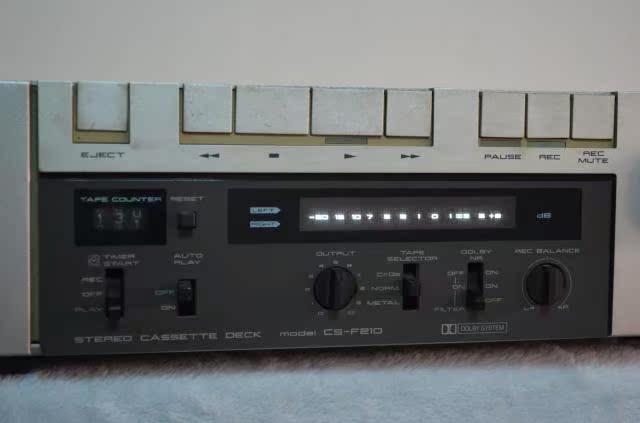 EJECT
PAUSE REC REC MUTE
TAPE COUNTER RESET
LEFT
RIGHT
dB
TIMER START
AUTO PLAY
REC
OFF
PLAY
OFF
ON
OUTPUT
TAPE SELECTOR
CrO2
NORM
METAL
DOLBY NR
OFF ON
ON ON
FILTER OFF
REC BALANCE
L R
STEREO CASSETTE DECK model CS-F210
DOLBY SYSTEM